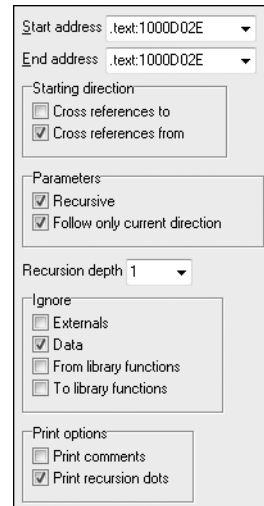 Start address .text:1000D02E
End address .text:1000D02E
Starting direction
Cross references to
Cross references from
Parameters
Recursive
Follow only current direction
Recursion depth 1
Ignore
Externals
Data
From library functions
To library functions
Print options
Print comments
Print recursion dots